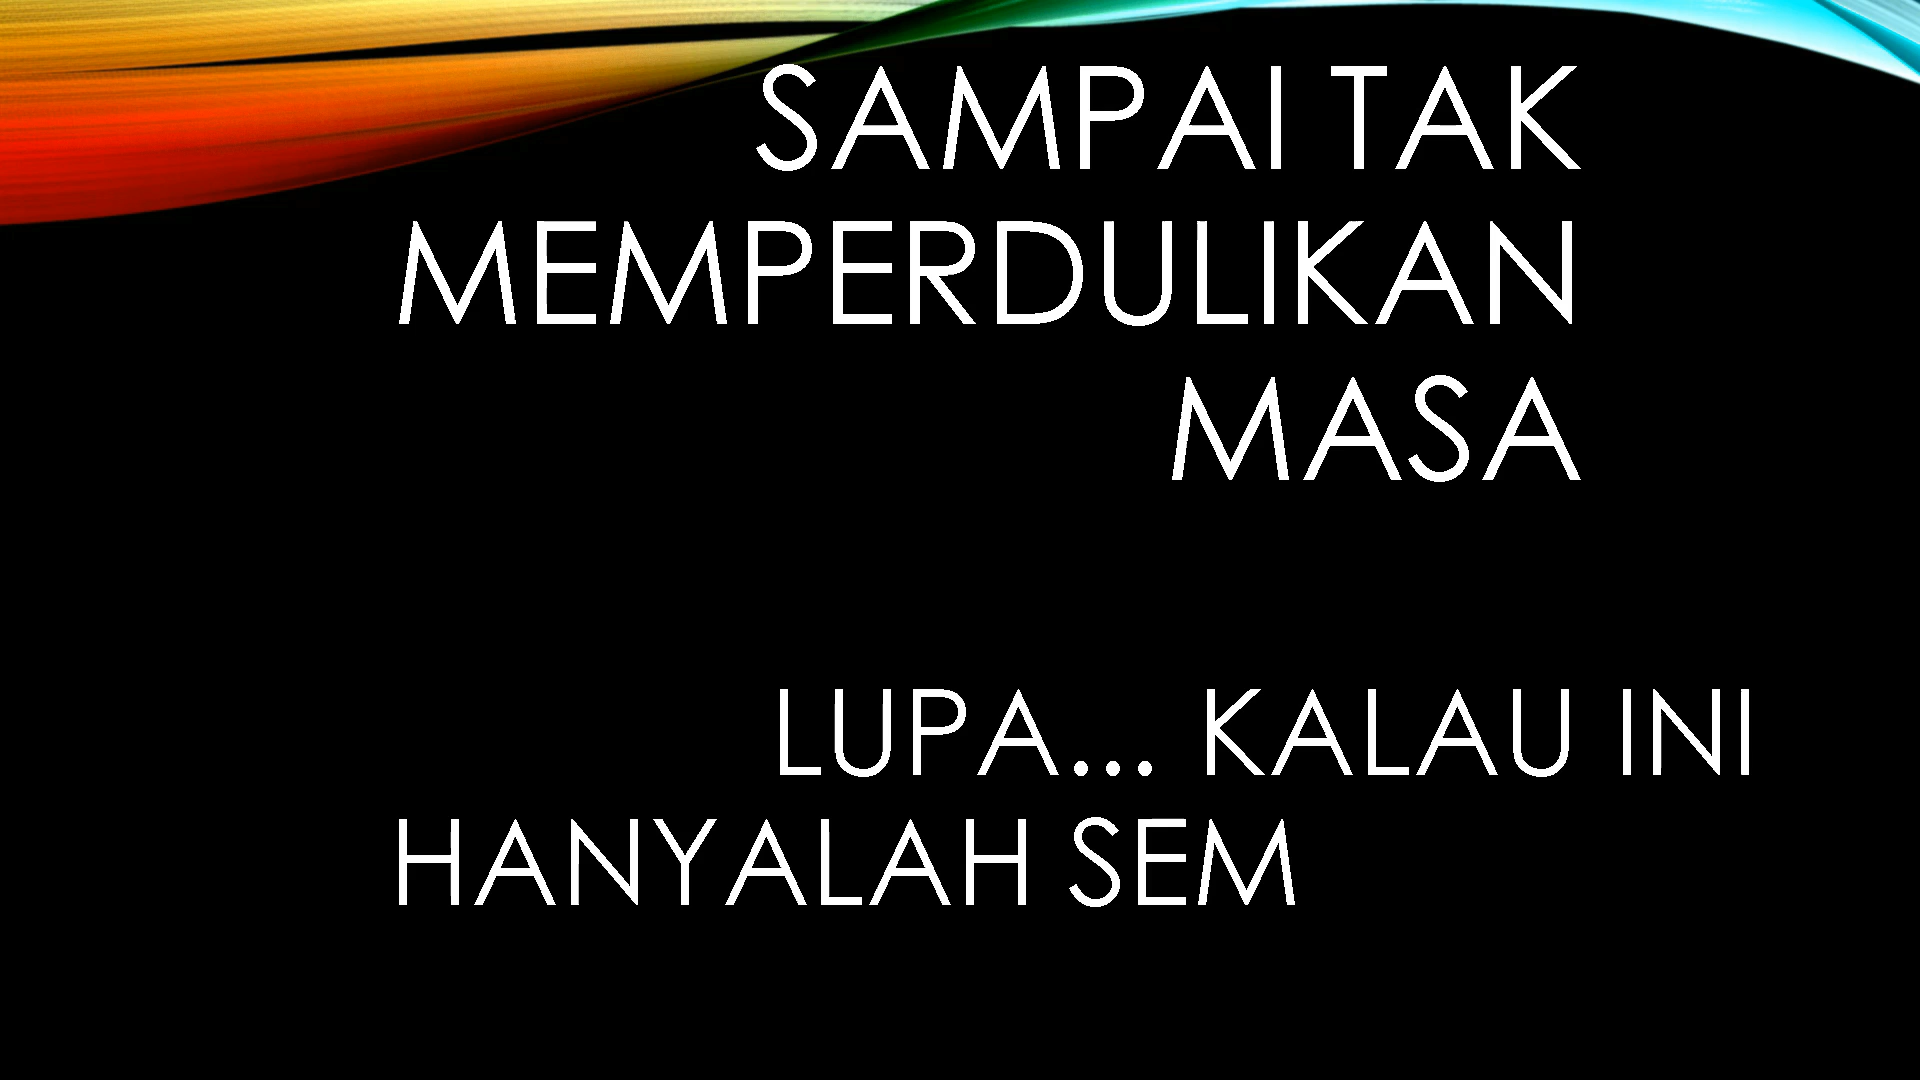 SAMPAI TAK
MEMPERDULIKAN
MASA
LUPA... KALAU INI
HANYALAH SEM